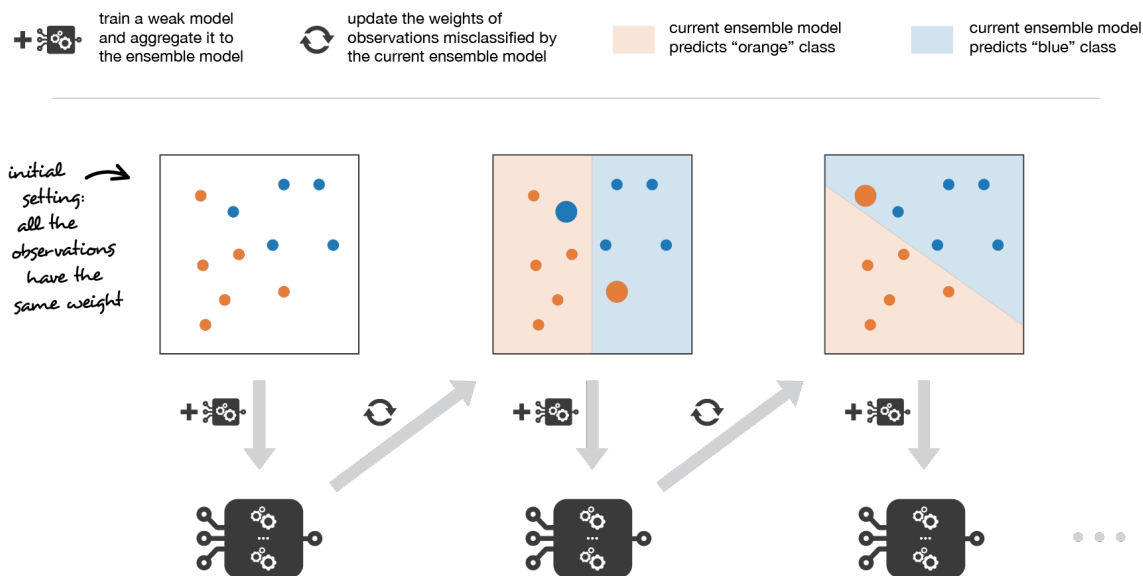 train a weak model
and aggregate it to
the ensemble model
update the weights of
observations misclassified by
the current ensemble model
current ensemble model
predicts “orange” class
current ensemble model
predicts “blue” class
initial
setting:
all the
observations
have the
same weight